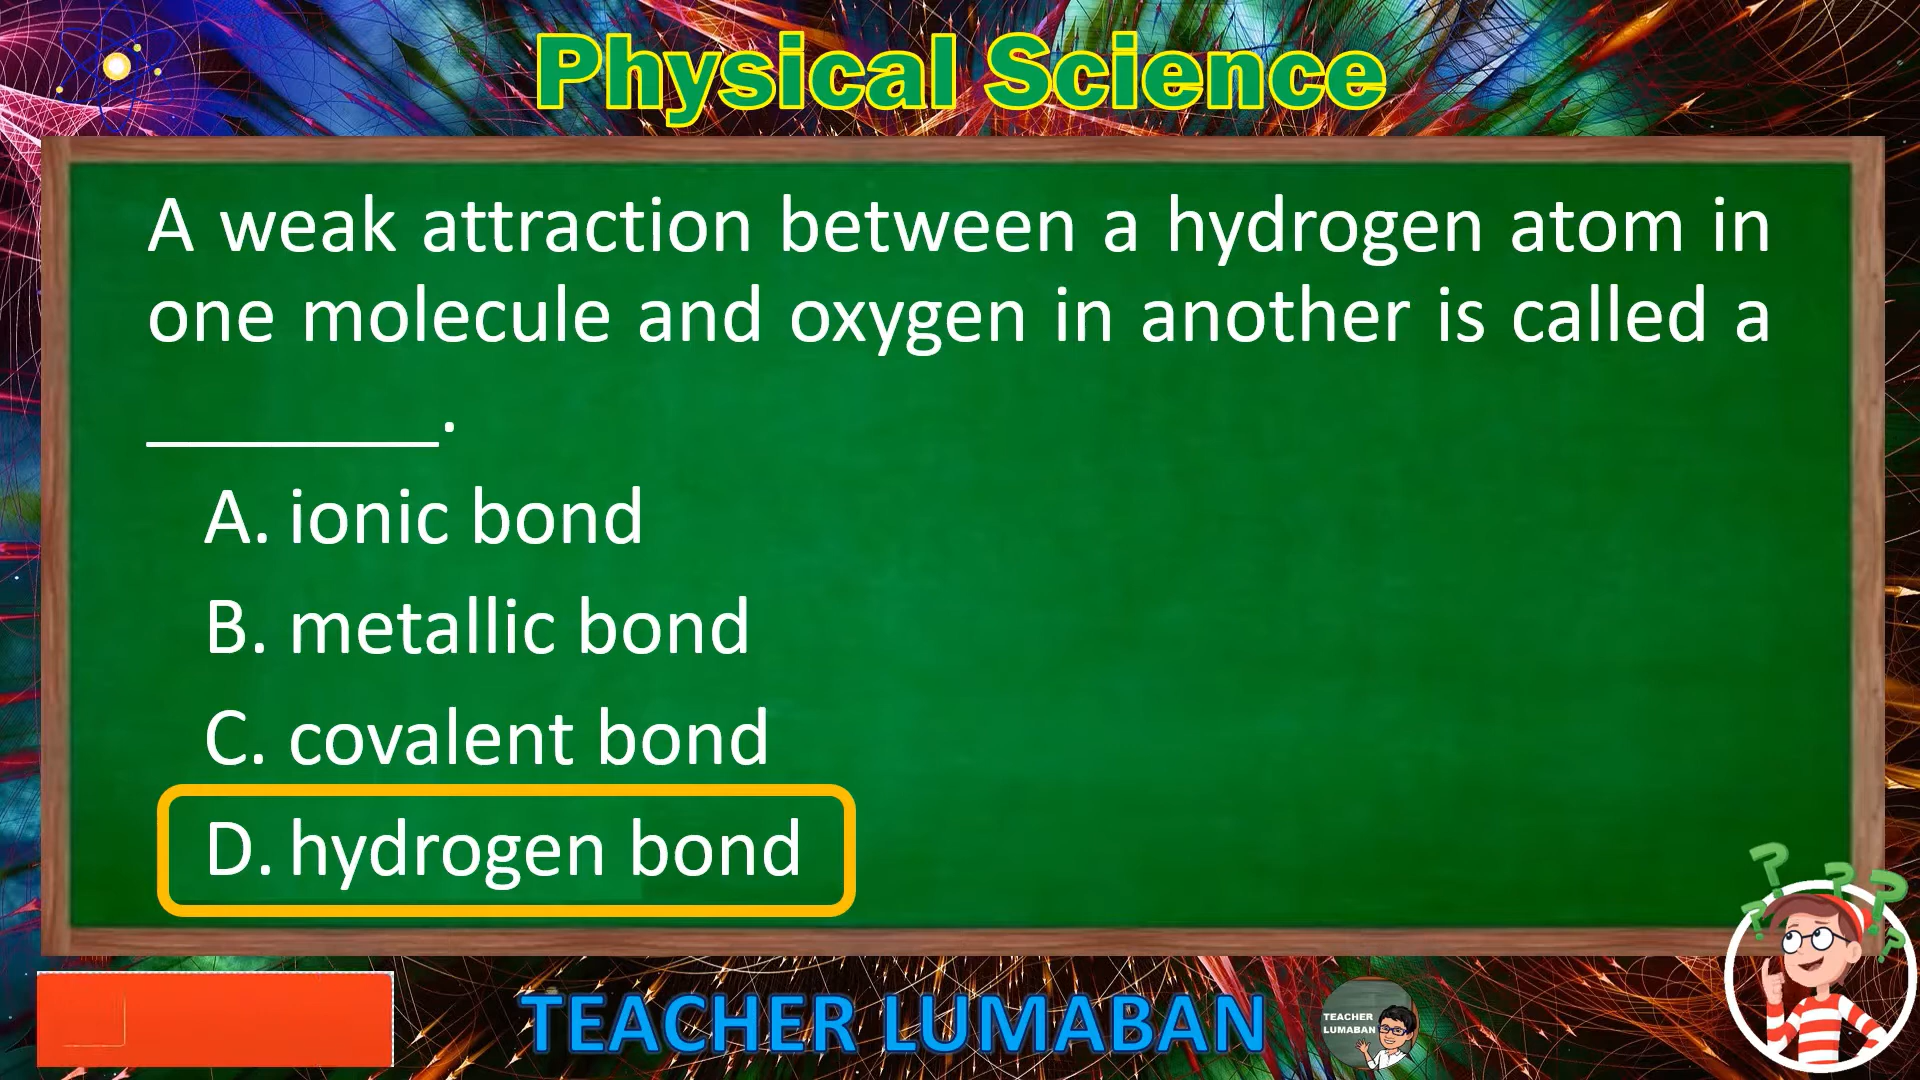 Physical Science
A weak attraction between a hydrogen atom in
one molecule and oxygen in another is called a
________.
A. ionic bond
B. metallic bond
C. covalent bond
D. hydrogen bond
TEACHER LUMABAN
TEACHER
LUMABAN